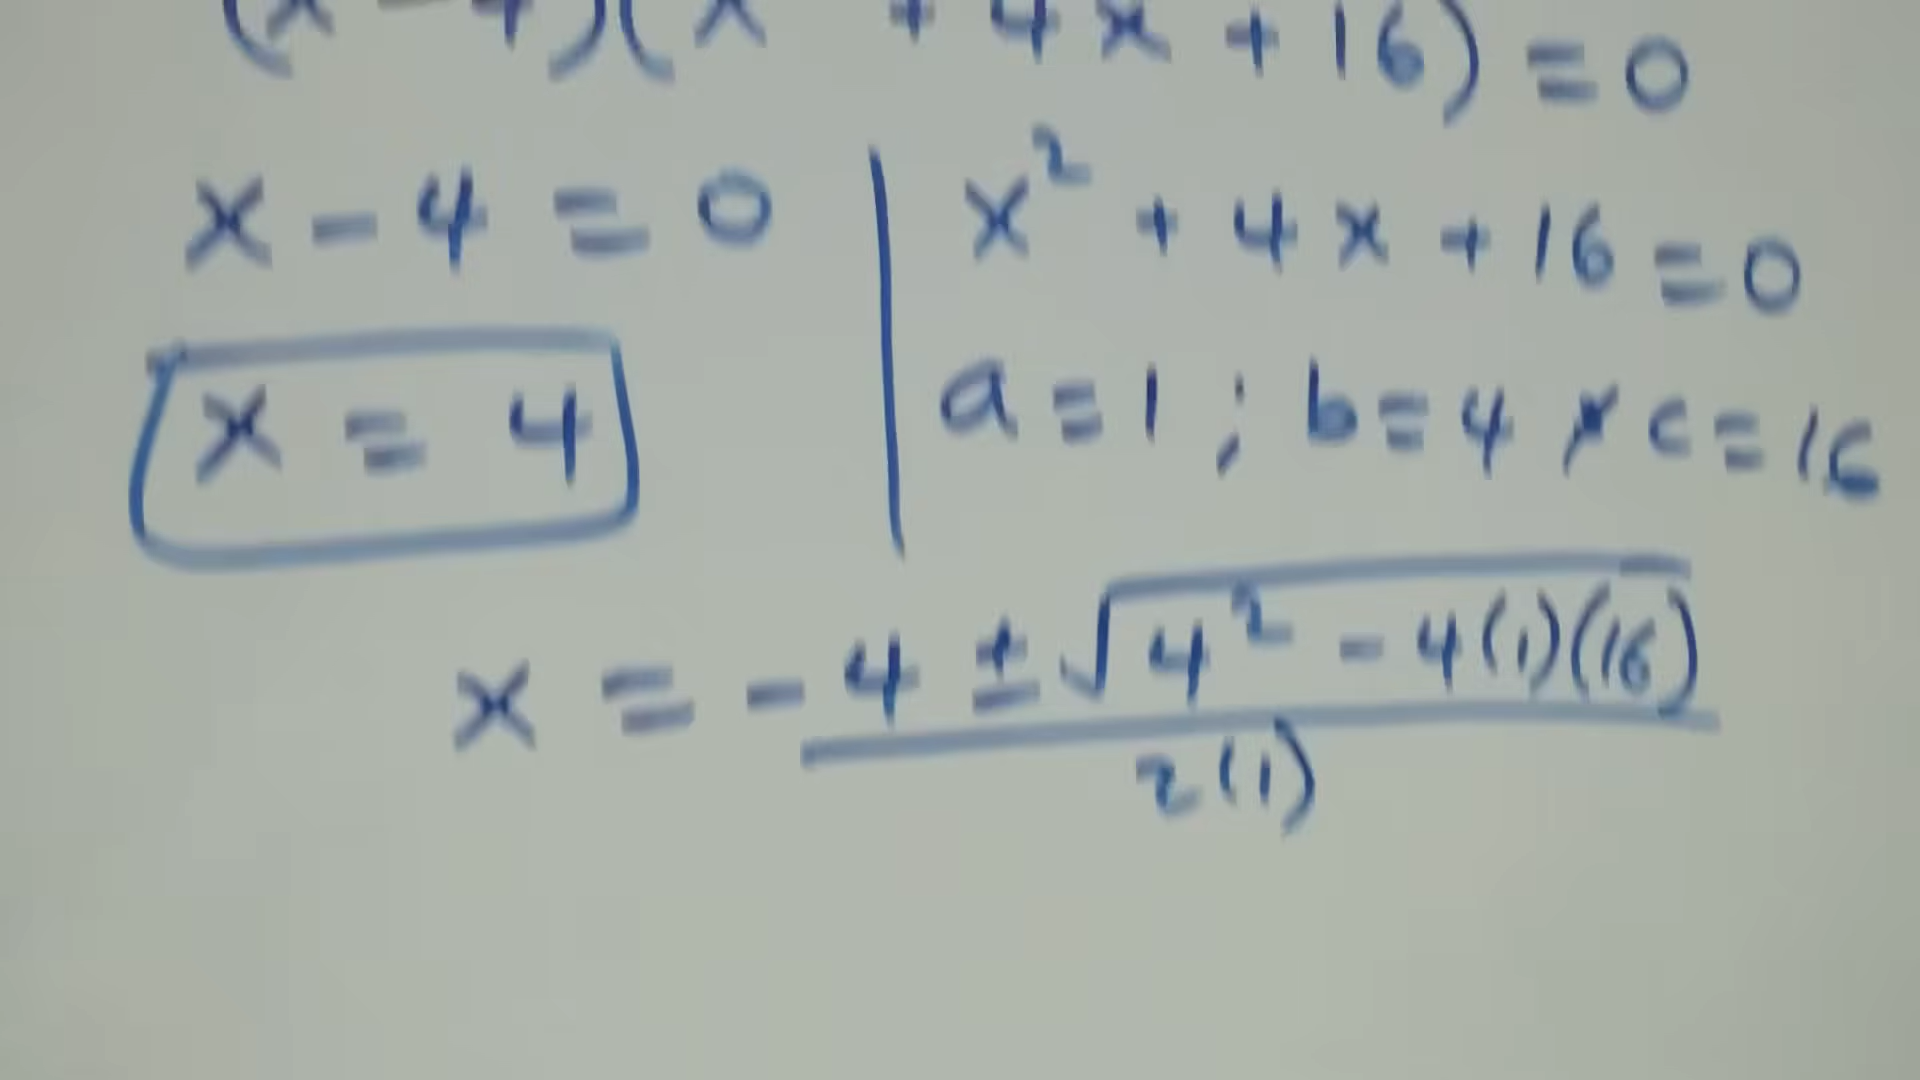 (x - 4)(x + 4x + 16) = 0
x - 4 = 0 | x² + 4x + 16 = 0
x = 4
a = 1 ; b = 4 , c = 16
x = - 4 ± √4² - 4(1)(16)
2(1)